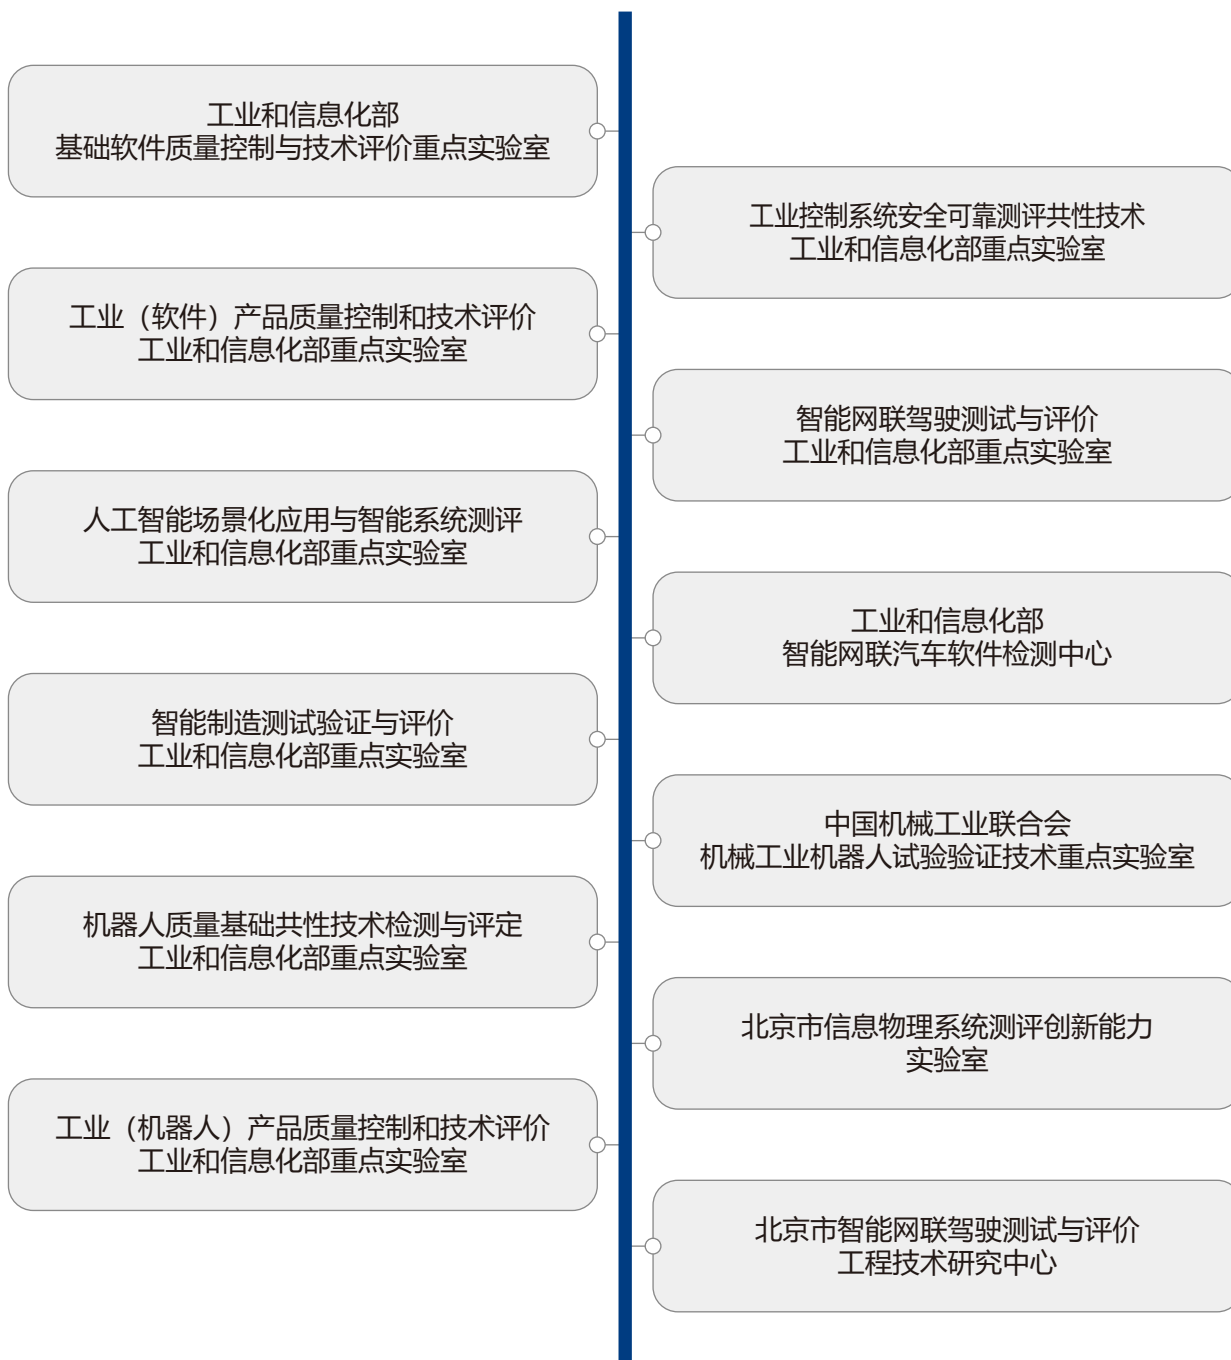 工业和信息化部
基础软件质量控制与技术评价重点实验室
工业控制系统安全可靠测评共性技术
工业和信息化部重点实验室
工业（软件）产品质量控制和技术评价
工业和信息化部重点实验室
智能网联驾驶测试与评价
工业和信息化部重点实验室
人工智能场景化应用与智能系统测评
工业和信息化部重点实验室
工业和信息化部
智能网联汽车软件检测中心
智能制造测试验证与评价
工业和信息化部重点实验室
中国机械工业联合会
机械工业机器人试验验证技术重点实验室
机器人质量基础共性技术检测与评定
工业和信息化部重点实验室
北京市信息物理系统测评创新能力
实验室
工业（机器人）产品质量控制和技术评价
工业和信息化部重点实验室
北京市智能网联驾驶测试与评价
工程技术研究中心